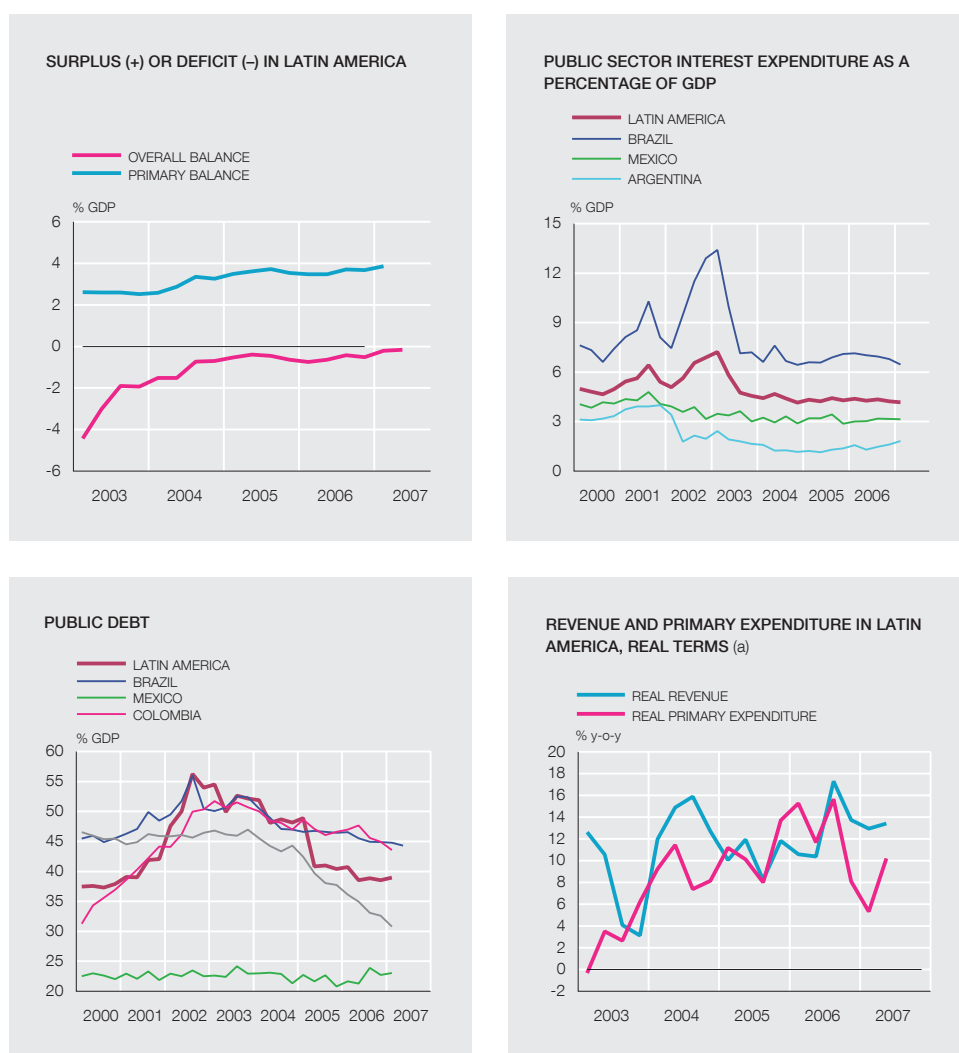 SURPLUS (+) OR DEFICIT (–) IN LATIN AMERICA
OVERALL BALANCE
PRIMARY BALANCE
% GDP
6
4
2
0
-2
-4
-6
2003 2004 2005 2006 2007
PUBLIC SECTOR INTEREST EXPENDITURE AS A
PERCENTAGE OF GDP
LATIN AMERICA
BRAZIL
MEXICO
ARGENTINA
% GDP
15
12
9
6
3
0
2000 2001 2002 2003 2004 2005 2006
PUBLIC DEBT
LATIN AMERICA
BRAZIL
MEXICO
COLOMBIA
% GDP
60
55
50
45
40
35
30
25
20
2000 2001 2002 2003 2004 2005 2006 2007
REVENUE AND PRIMARY EXPENDITURE IN LATIN
AMERICA, REAL TERMS (a)
REAL REVENUE
REAL PRIMARY EXPENDITURE
% y-o-y
20
18
16
14
12
10
8
6
4
2
0
-2
2003 2004 2005 2006 2007